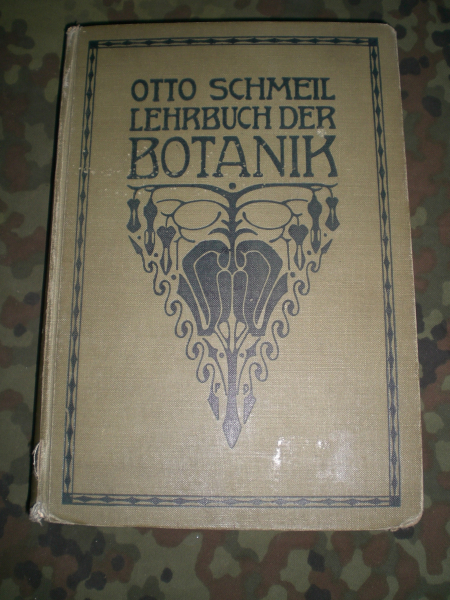 OTTO SCHMEIL
LEHRBUCH DER
BOTANIK